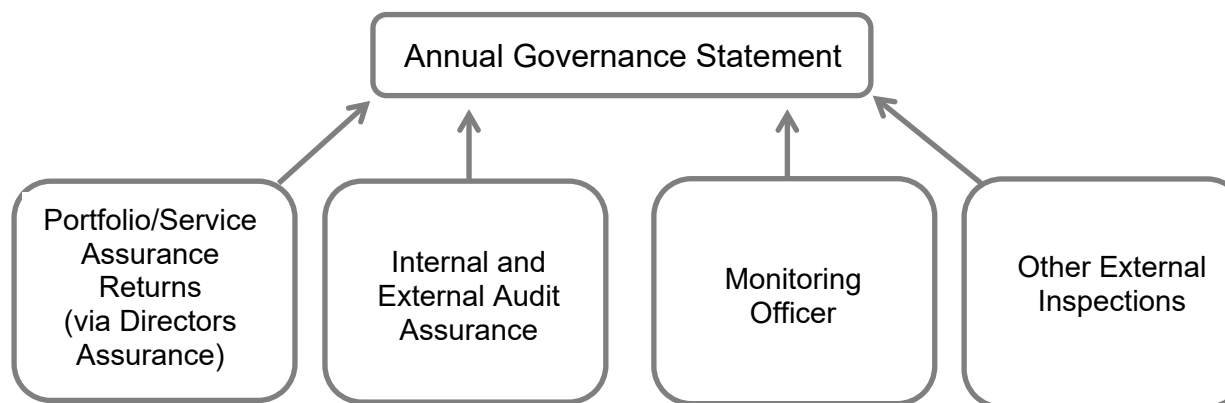 Annual Governance Statement
Portfolio/Service
Assurance
Returns
(via Directors
Assurance)
Internal and
External Audit
Assurance
Monitoring
Officer
Other External
Inspections